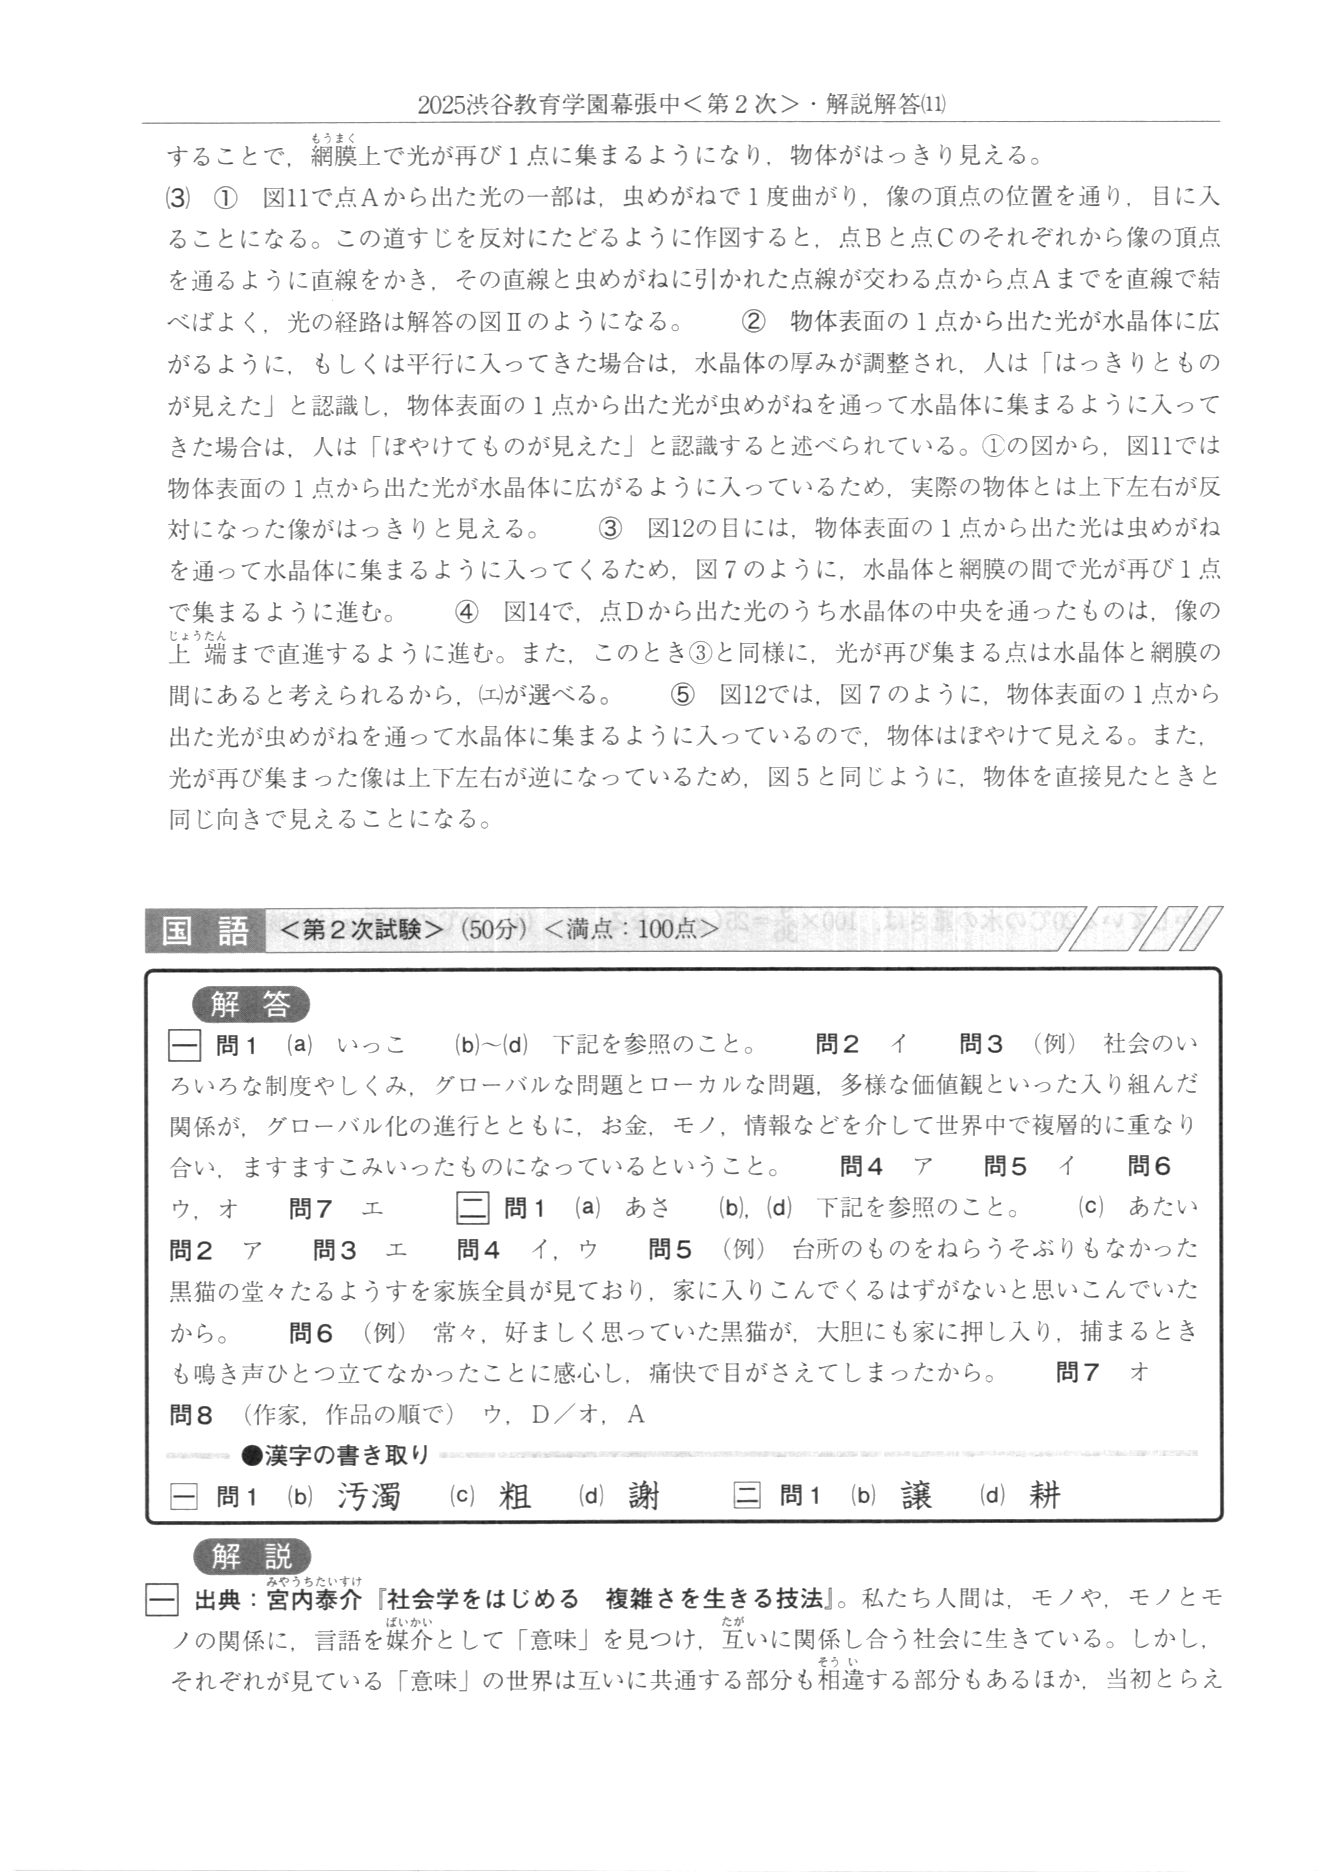 2025渋谷教育学園幕張中＜第２次＞・解説解答⑾
することで，網膜上で光が再び１点に集まるようになり，物体がはっきり見える。
もうまく
⑶　①　図11で点Ａから出た光の一部は，虫めがねで１度曲がり，像の頂点の位置を通り，目に入
ることになる。この道すじを反対にたどるように作図すると，点Ｂと点Ｃのそれぞれから像の頂点
を通るように直線をかき，その直線と虫めがねに引かれた点線が交わる点から点Ａまでを直線で結
べばよく，光の経路は解答の図Ⅱのようになる。　　②　物体表面の１点から出た光が水晶体に広
がるように，もしくは平行に入ってきた場合は，水晶体の厚みが調整され，人は「はっきりともの
が見えた」と認識し，物体表面の１点から出た光が虫めがねを通って水晶体に集まるように入って
きた場合は，人は「ぼやけてものが見えた」と認識すると述べられている。①の図から，図11では
物体表面の１点から出た光が水晶体に広がるように入っているため，実際の物体とは上下左右が反
対になった像がはっきりと見える。　　③　図12の目には，物体表面の１点から出た光は虫めがね
を通って水晶体に集まるように入ってくるため，図７のように，水晶体と網膜の間で光が再び１点
で集まるように進む。　　④　図14で，点Ｄから出た光のうち水晶体の中央を通ったものは，像の
じょうたん
上端まで直進するように進む。また，このとき③と同様に，光が再び集まる点は水晶体と網膜の
間にあると考えられるから，㈓が選べる。　　⑤　図12では，図７のように，物体表面の１点から
出た光が虫めがねを通って水晶体に集まるように入っているので，物体はぼやけて見える。また，
光が再び集まった像は上下左右が逆になっているため，図５と同じように，物体を直接見たときと
同じ向きで見えることになる。
国　語　＜第２次試験＞（50分）＜満点：100点＞
解　答
一　問１　(a)　いっこ　　(b)～(d)　下記を参照のこと。　　問２　イ　　問３　（例）　社会のい
ろいろな制度やしくみ，グローバルな問題とローカルな問題，多様な価値観といった入り組んだ
関係が，グローバル化の進行とともに，お金，モノ，情報などを介して世界中で複層的に重なり
合い，ますますこみいったものになっているということ。　　問４　ア　　問５　イ　　問６
ウ，オ　　問７　エ　　　二　問１　(a)　あさ　　(b)，(d)　下記を参照のこと。　　(c)　あたい
問２　ア　　問３　エ　　問４　イ，ウ　　問５　（例）　台所のものをねらうそぶりもなかった
黒猫の堂々たるようすを家族全員が見ており，家に入りこんでくるはずがないと思いこんでいた
から。　　問６　（例）　常々，好ましく思っていた黒猫が，大胆にも家に押し入り，捕まるとき
も鳴き声ひとつ立てなかったことに感心し，痛快で目がさえてしまったから。　　問７　オ
問８　（作家，作品の順で）　ウ，Ｄ／オ，Ａ
●漢字の書き取り
一　問１　(b)　汚濁　　(c)　粗　　(d)　謝　　　二　問１　(b)　譲　　(d)　耕
解　説
みやうちたいすけ
一　出典：宮内泰介『社会学をはじめる　複雑さを生きる技法』。私たち人間は，モノや，モノとモ
ばいかい　たが
ノの関係に，言語を媒介として「意味」を見つけ，互いに関係し合う社会に生きている。しかし，
そうい
それぞれが見ている「意味」の世界は互いに共通する部分も相違する部分もあるほか，当初とらえ